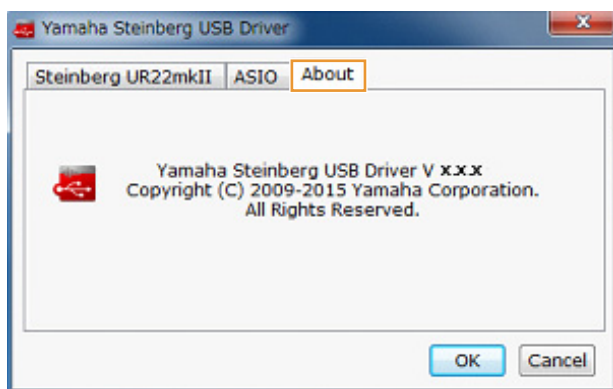 Yamaha Steinberg USB Driver
Steinberg UR22mkII ASIO About
Yamaha Steinberg USB Driver V x.x.x
Copyright (C) 2009-2015 Yamaha Corporation.
All Rights Reserved.
OK Cancel